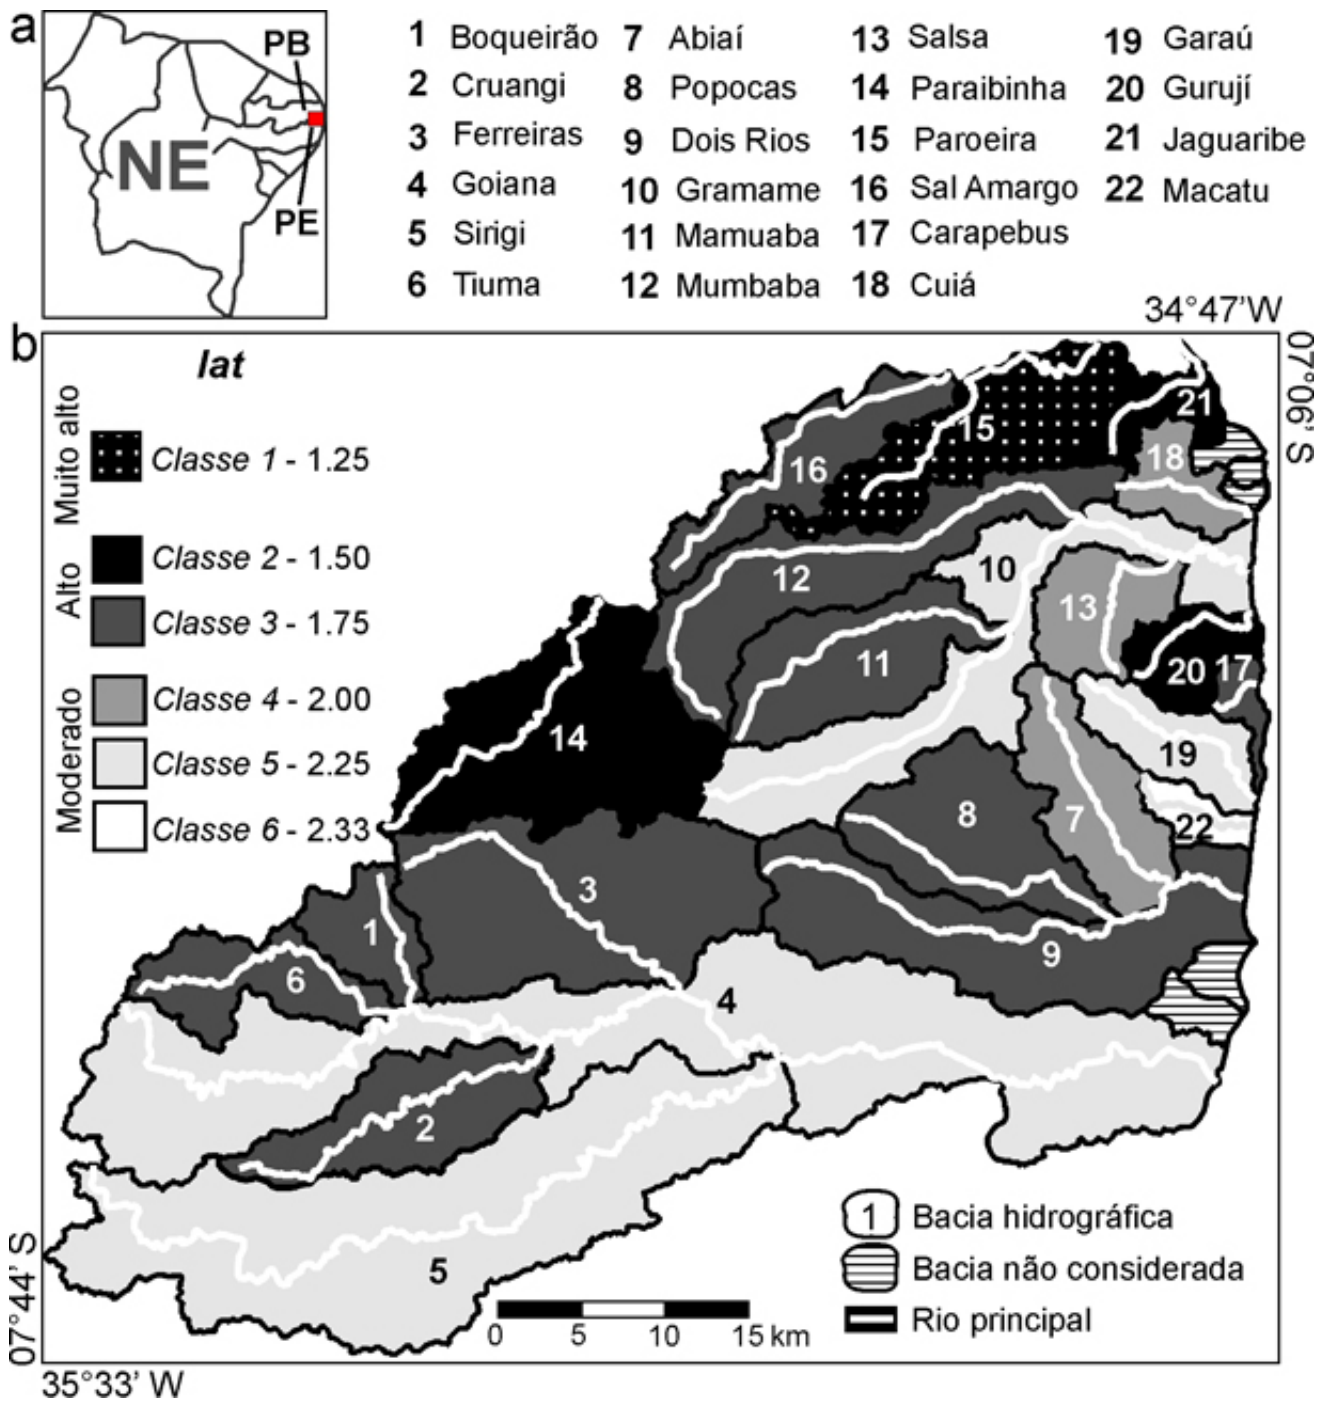 a
PB
NE
PE
1 Boqueirão 7 Abiaí 13 Salsa 19 Garaú
2 Cruangi 8 Popocas 14 Paraibinha 20 Gurují
3 Ferreiras 9 Dois Rios 15 Paroeira 21 Jaguaribe
4 Goiana 10 Gramame 16 Sal Amargo 22 Macatu
5 Sirigi 11 Mamuaba 17 Carapebus
6 Tiuma 12 Mumbaba 18 Cuiá
34°47'W
07°06' S
b
lat
Muito alto
Classe 1 - 1.25
Alto
Classe 2 - 1.50
Classe 3 - 1.75
Moderado
Classe 4 - 2.00
Classe 5 - 2.25
Classe 6 - 2.33
21
15
18
16
10
12
13
11
20 17
14
19
8
7
22
3
1
9
6
4
2
5
1 Bacia hidrográfica
Bacia não considerada
Rio principal
0 5 10 15 km
07°44' S
35°33' W